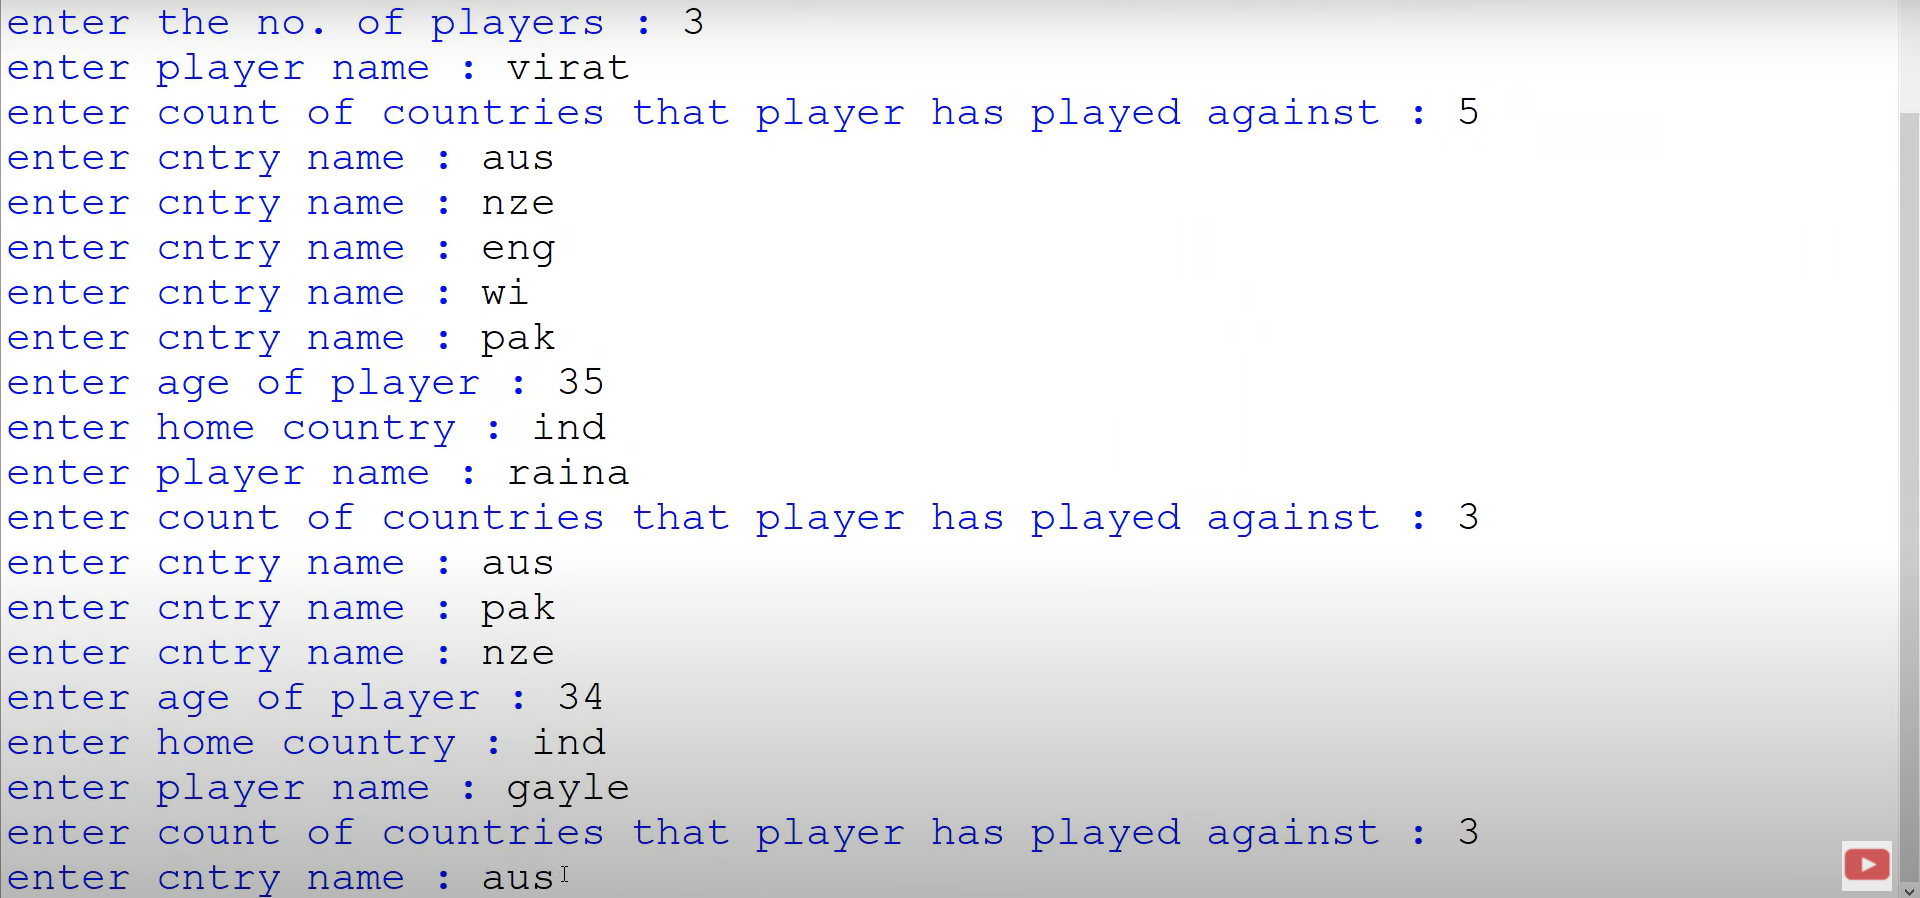 enter the no. of players : 3
enter player name : virat
enter count of countries that player has played against : 5
enter cntry name : aus
enter cntry name : nze
enter cntry name : eng
enter cntry name : wi
enter cntry name : pak
enter age of player : 35
enter home country : ind
enter player name : raina
enter count of countries that player has played against : 3
enter cntry name : aus
enter cntry name : pak
enter cntry name : nze
enter age of player : 34
enter home country : ind
enter player name : gayle
enter count of countries that player has played against : 3
enter cntry name : aus